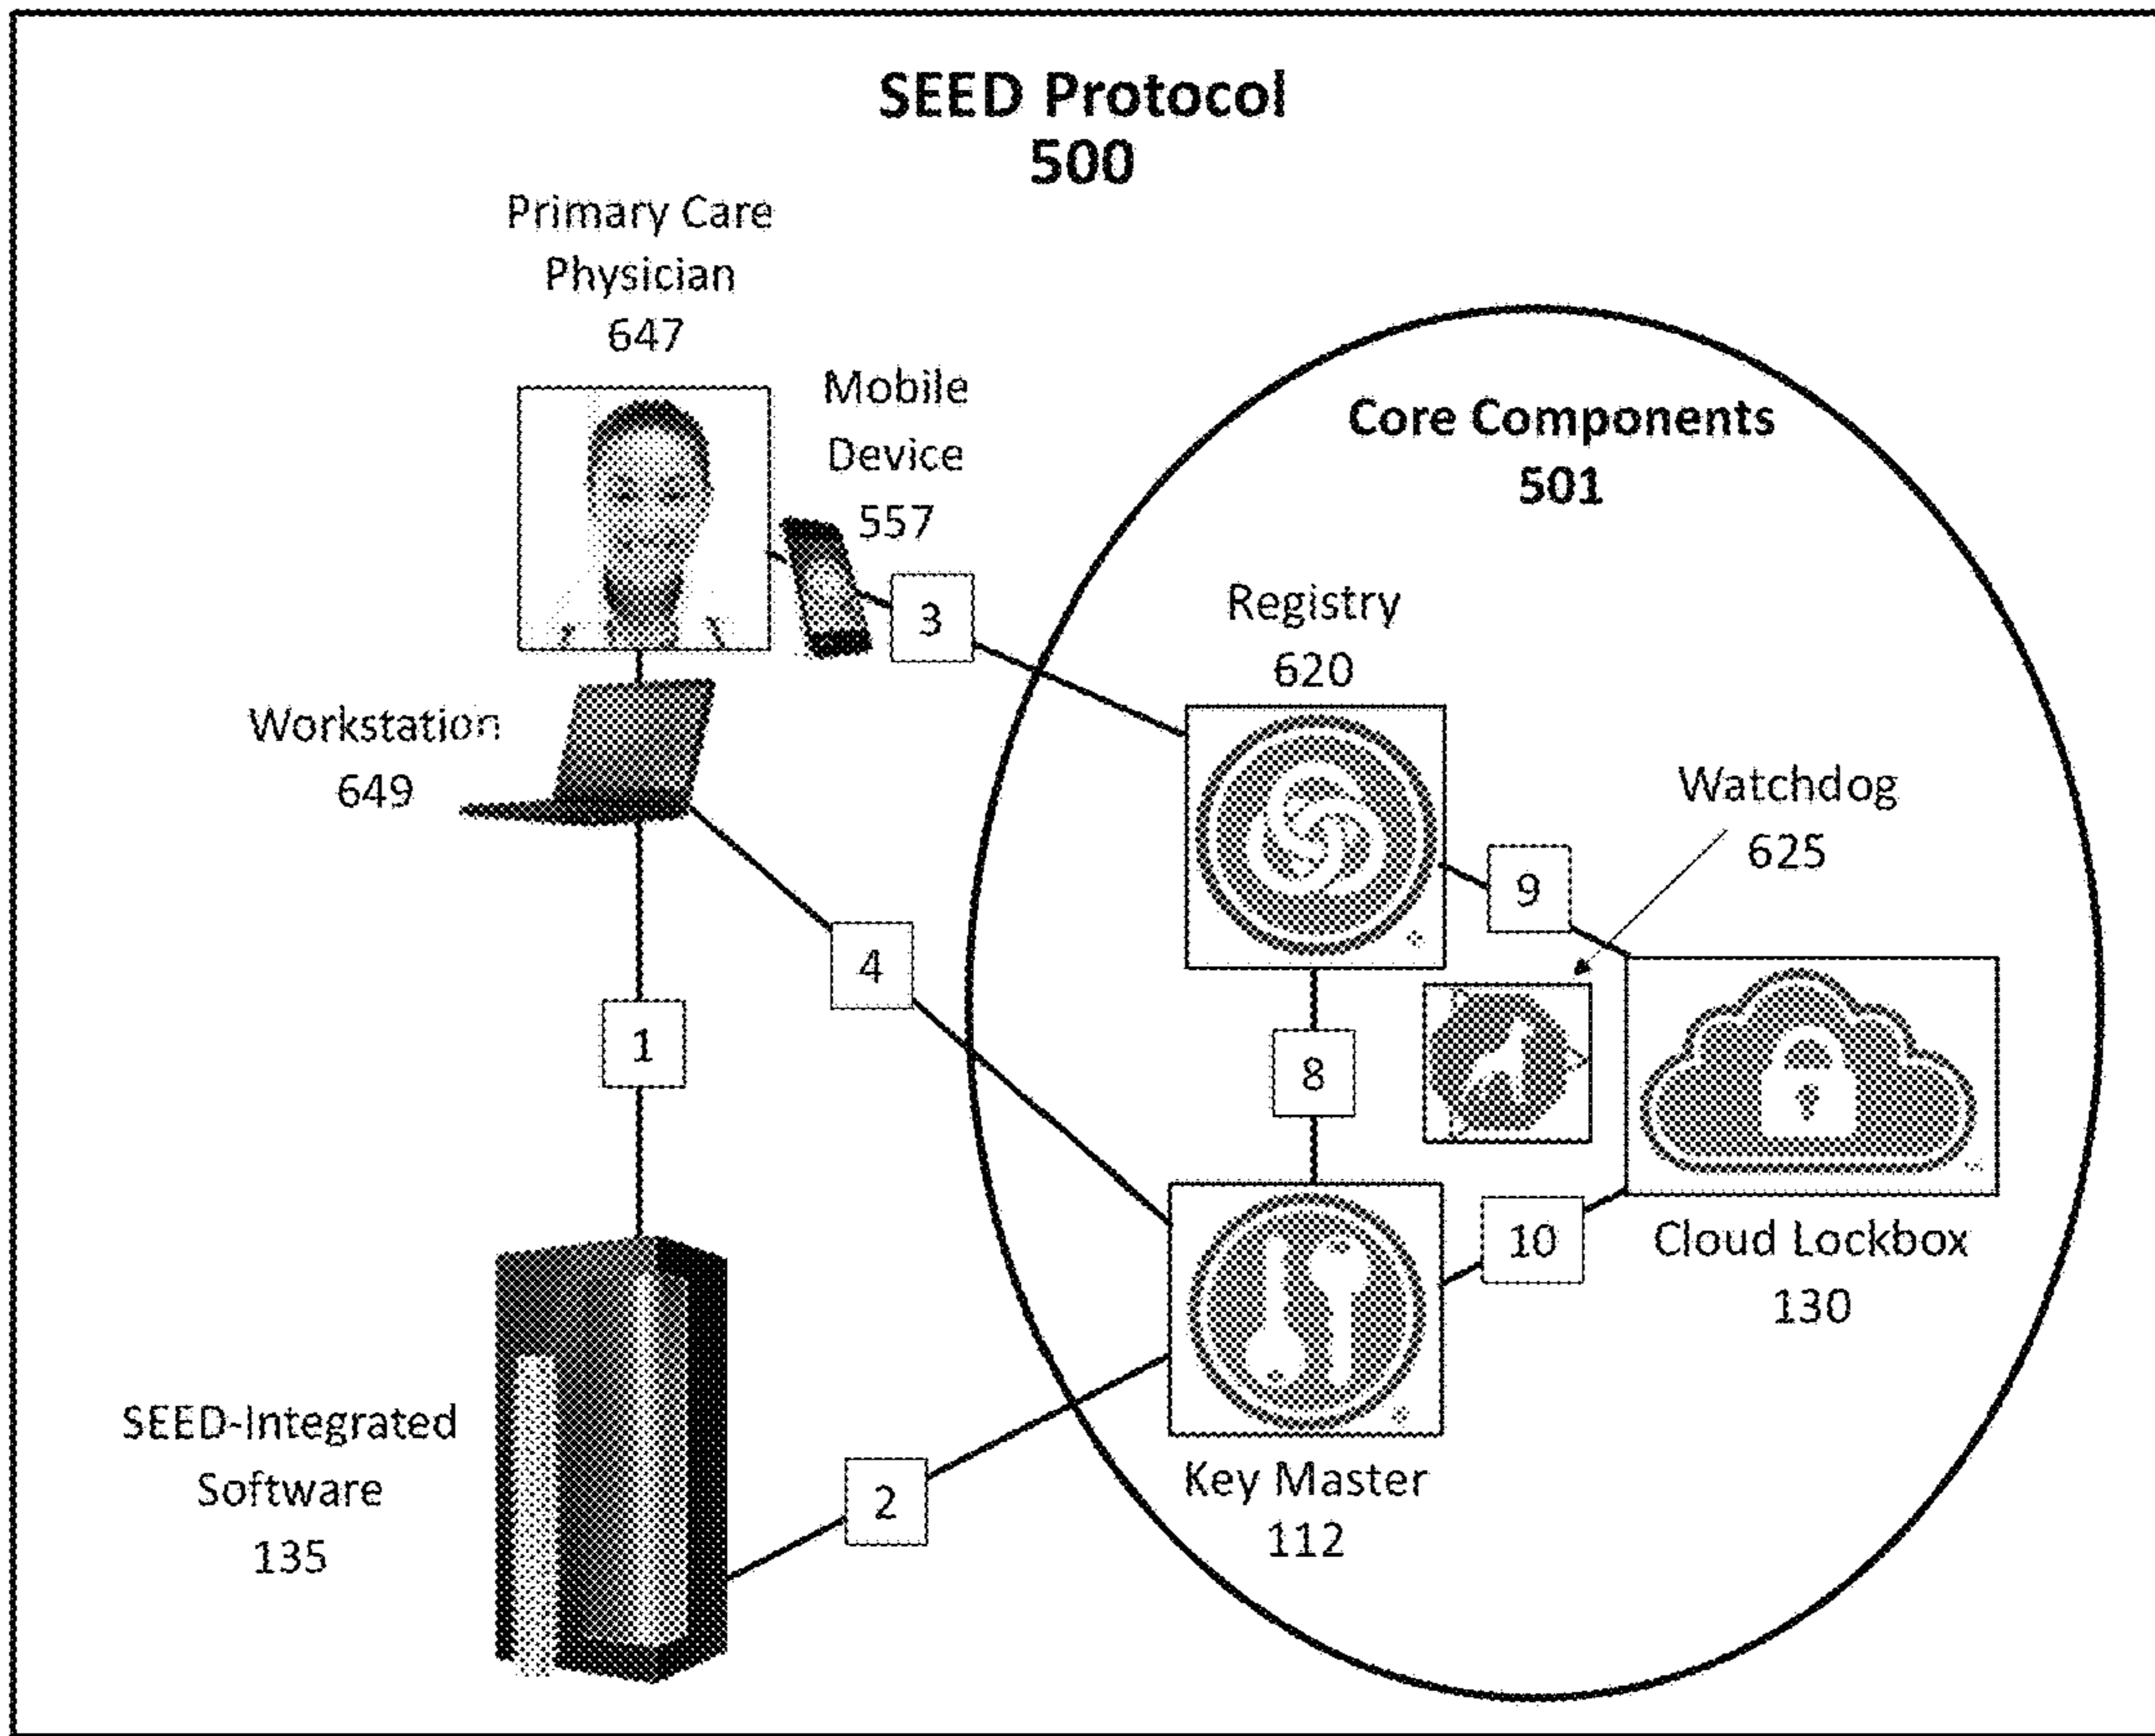 SEED Protocol
500
Primary Care
Physician
647
Mobile
Device
557
Core Components
501
3
Registry
620
Workstation
649
Watchdog
625
9
4
1
8
10
Cloud Lockbox
130
SEED-Integrated
Software
135
2
Key Master
112